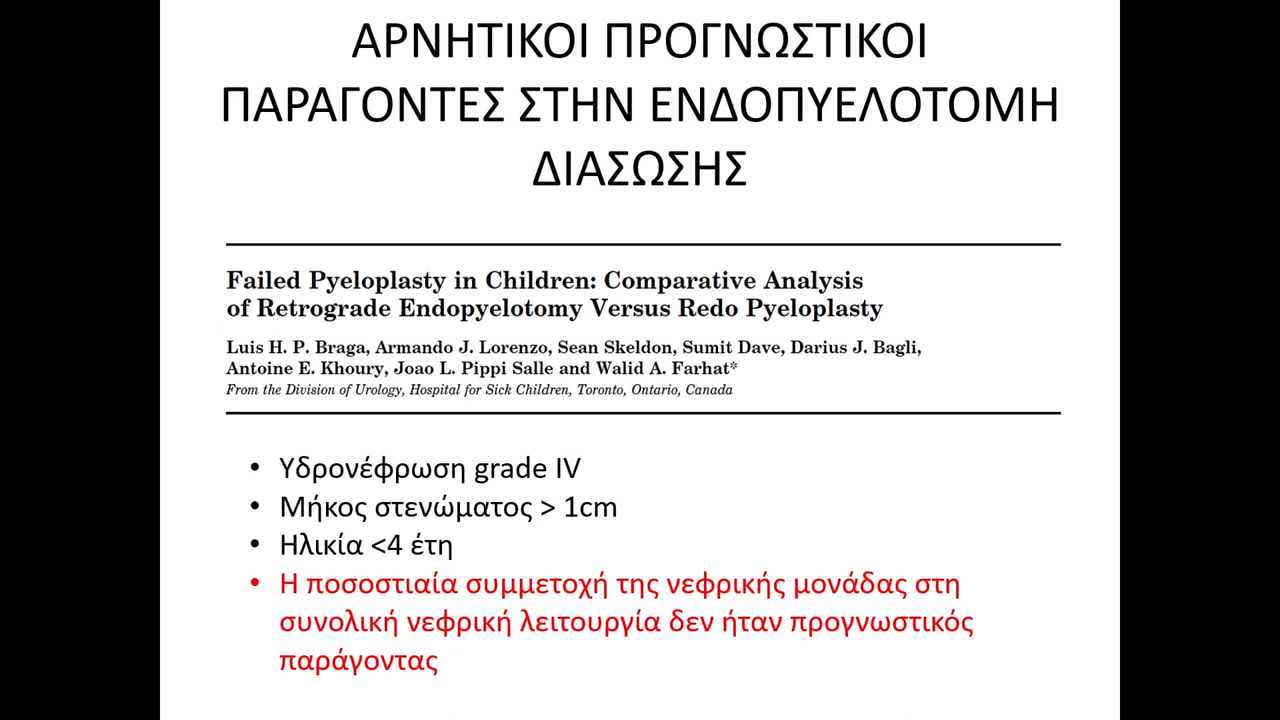 ΑΡΝΗΤΙΚΟΙ ΠΡΟΓΝΩΣΤΙΚΟΙ
ΠΑΡΑΓΟΝΤΕΣ ΣΤΗΝ ΕΝΔΟΠΥΕΛΟΤΟΜΗ
ΔΙΑΣΩΣΗΣ
Failed Pyeloplasty in Children: Comparative Analysis
of Retrograde Endopyelotomy Versus Redo Pyeloplasty
Luis H. P. Braga, Armando J. Lorenzo, Sean Skeldon, Sumit Dave, Darius J. Bagli,
Antoine E. Khoury, Joao L. Pippi Salle and Walid A. Farhat*
From the Division of Urology, Hospital for Sick Children, Toronto, Ontario, Canada
• Υδρονέφρωση grade IV
• Μήκος στενώματος > 1cm
• Ηλικία <4 έτη
• Η ποσοστιαία συμμετοχή της νεφρικής μονάδας στη
συνολική νεφρική λειτουργία δεν ήταν προγνωστικός
παράγοντας